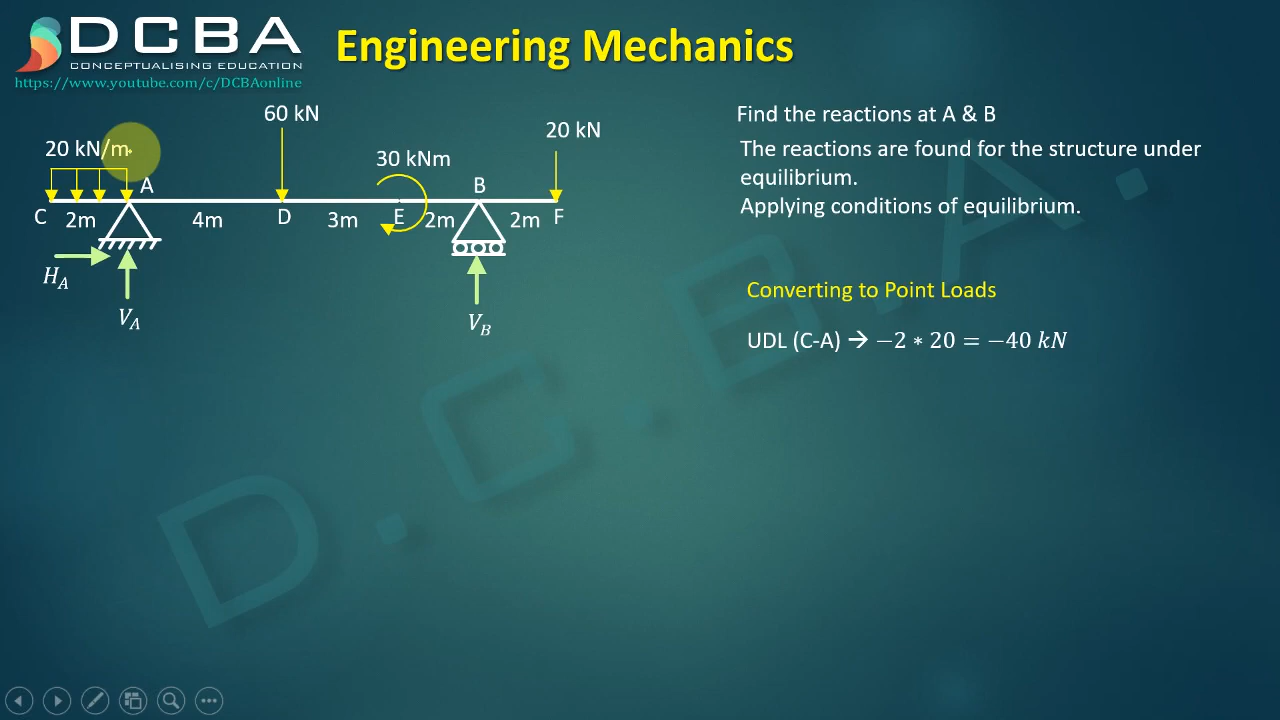 DCBA
CONCEPTUALISING EDUCATION
https://www.youtube.com/c/DCBAonline
Engineering Mechanics
60 kN
20 kN
20 kN/m
30 kNm
A
B
C
2m
4m
D
3m
E
2m
2m
F
H_A
V_A
V_B
Find the reactions at A & B
The reactions are found for the structure under
equilibrium.
Applying conditions of equilibrium.
Converting to Point Loads
UDL (C-A) → −2 ∗ 20 = −40 kN
D.C.B.A.